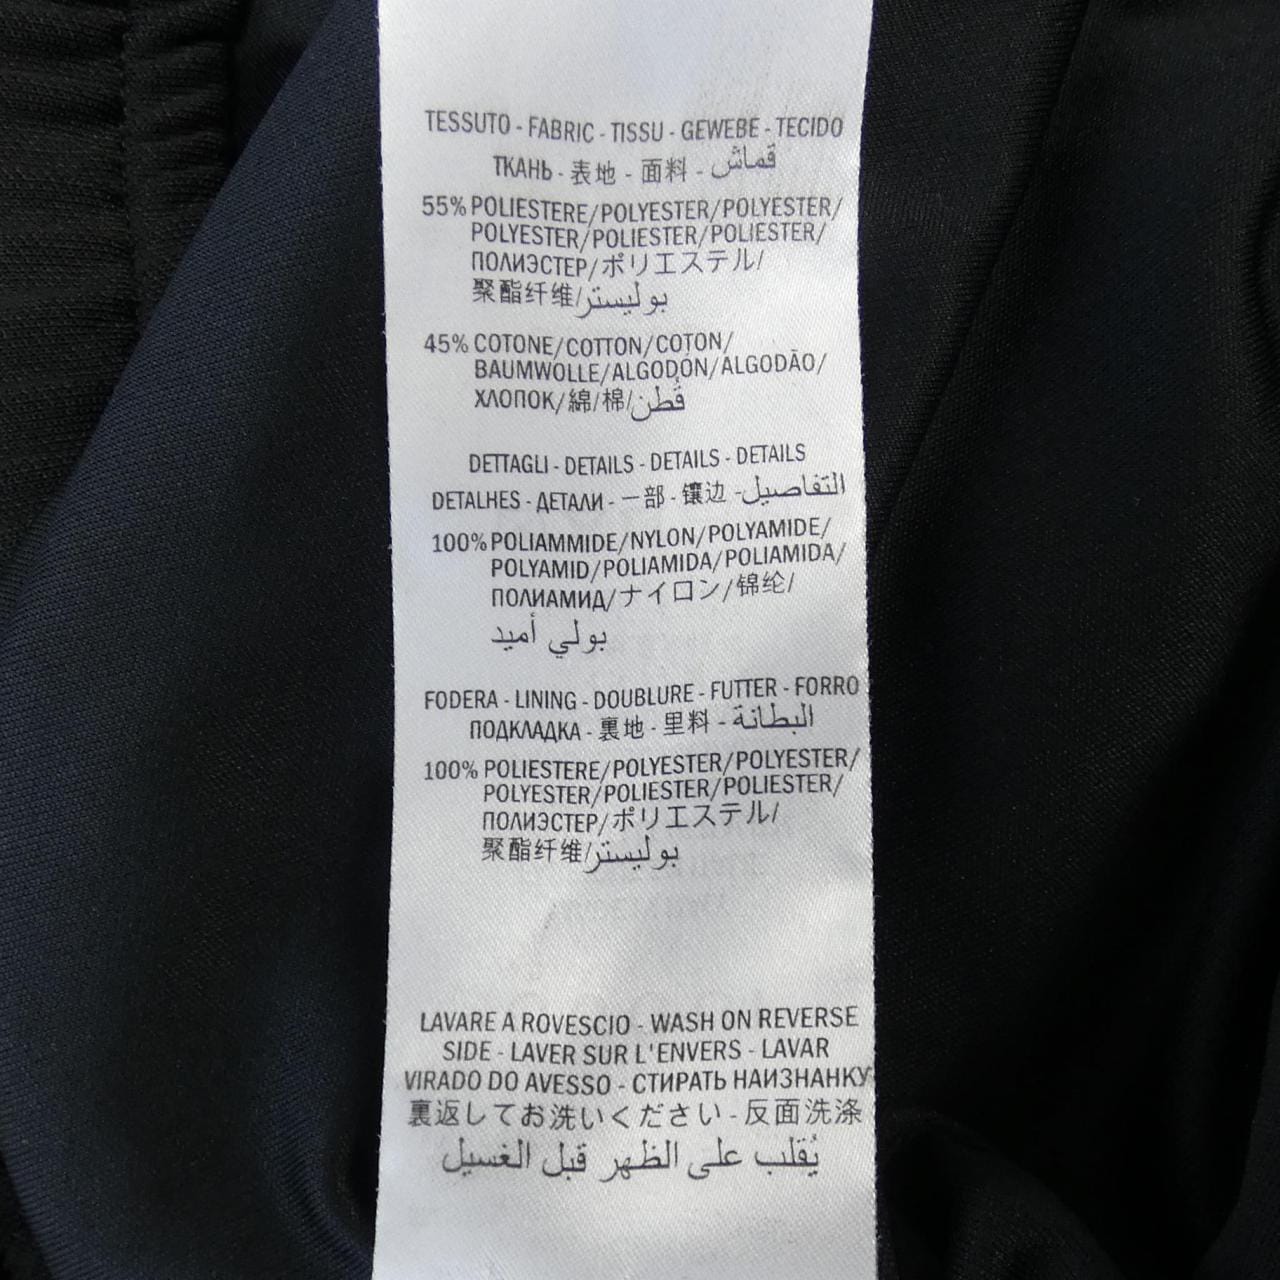 TESSUTO - FABRIC - TISSU - GEWEBE - TECIDO
ТКАНЬ - 表地 - 面料 - قماش
55% POLIESTERE/POLYESTER/POLYESTER/
POLYESTER/POLIESTER/POLIESTER/
ПОЛИЭСТЕР/ポリエステル/
聚酯纤维/بوليستر
45% COTONE/COTTON/COTON/
BAUMWOLLE/ALGODÓN/ALGODÃO/
ХЛОПОК/綿/棉/قُطن
DETTAGLI - DETAILS - DETAILS - DETAILS
DETALHES - ДЕТАЛИ - 一部 - 镶边 - التفاصيل
100% POLIAMMIDE/NYLON/POLYAMIDE/
POLYAMID/POLIAMIDA/POLIAMIDA/
ПОЛИАМИД/ナイロン/锦纶/
بولي أميد
FODERA - LINING - DOUBLURE - FUTTER - FORRO
ПОДКЛАДКА - 裏地 - 里料 - البطانة
100% POLIESTERE/POLYESTER/POLYESTER/
POLYESTER/POLIESTER/POLIESTER/
ПОЛИЭСТЕР/ポリエステル/
聚酯纤维/بوليستر
LAVARE A ROVESCIO - WASH ON REVERSE
SIDE - LAVER SUR L'ENVERS - LAVAR
VIRADO DO AVESSO - СТИРАТЬ НАИЗНАНКУ
裏返してお洗いください - 反面洗涤
يُقلب على الظهر قبل الغسيل